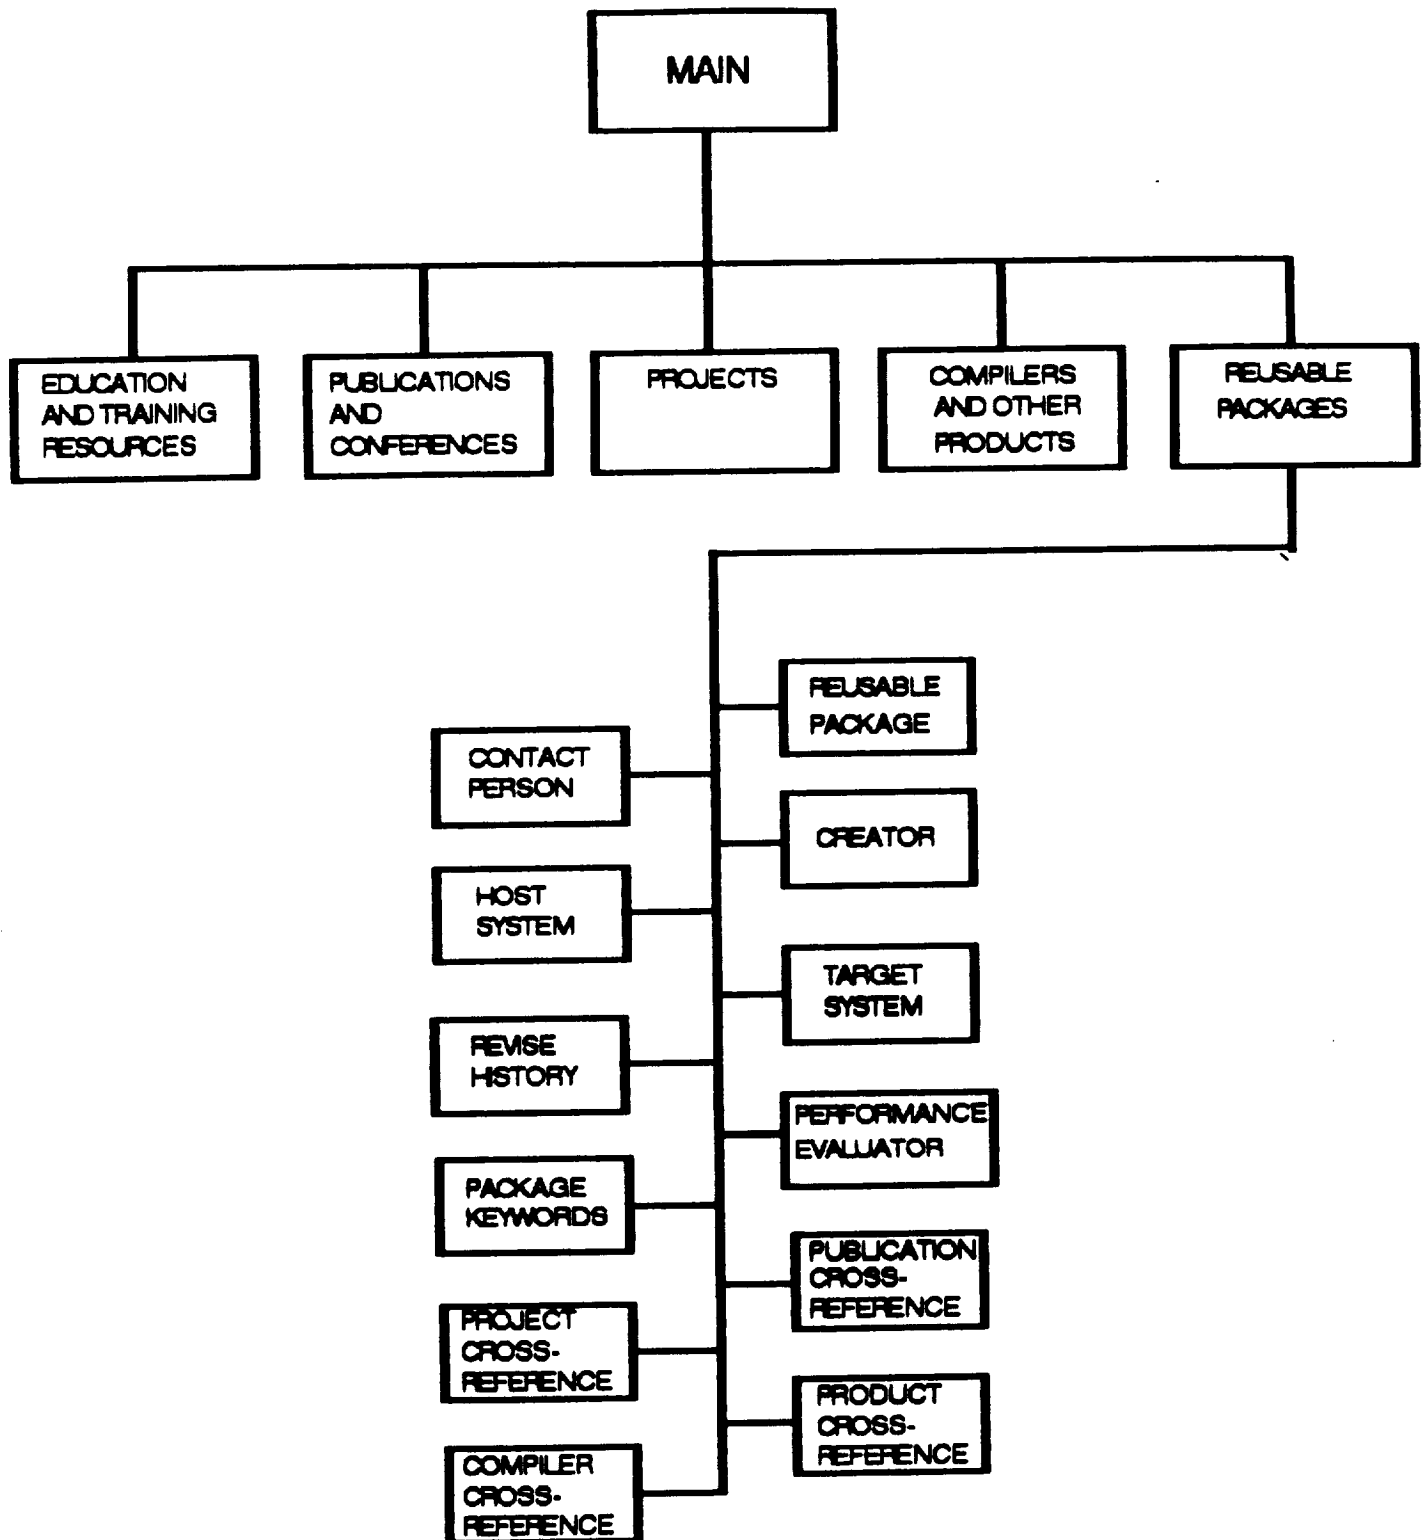 MAIN
EDUCATION
AND TRAINING
RESOURCES
PUBLICATIONS
AND
CONFERENCES
PROJECTS
COMPILERS
AND OTHER
PRODUCTS
REUSABLE
PACKAGES
REUSABLE
PACKAGE
CONTACT
PERSON
CREATOR
HOST
SYSTEM
TARGET
SYSTEM
REVISE
HISTORY
PERFORMANCE
EVALUATOR
PACKAGE
KEYWORDS
PUBLICATION
CROSS-
REFERENCE
PROJECT
CROSS-
REFERENCE
PRODUCT
CROSS-
REFERENCE
COMPILER
CROSS-
REFERENCE